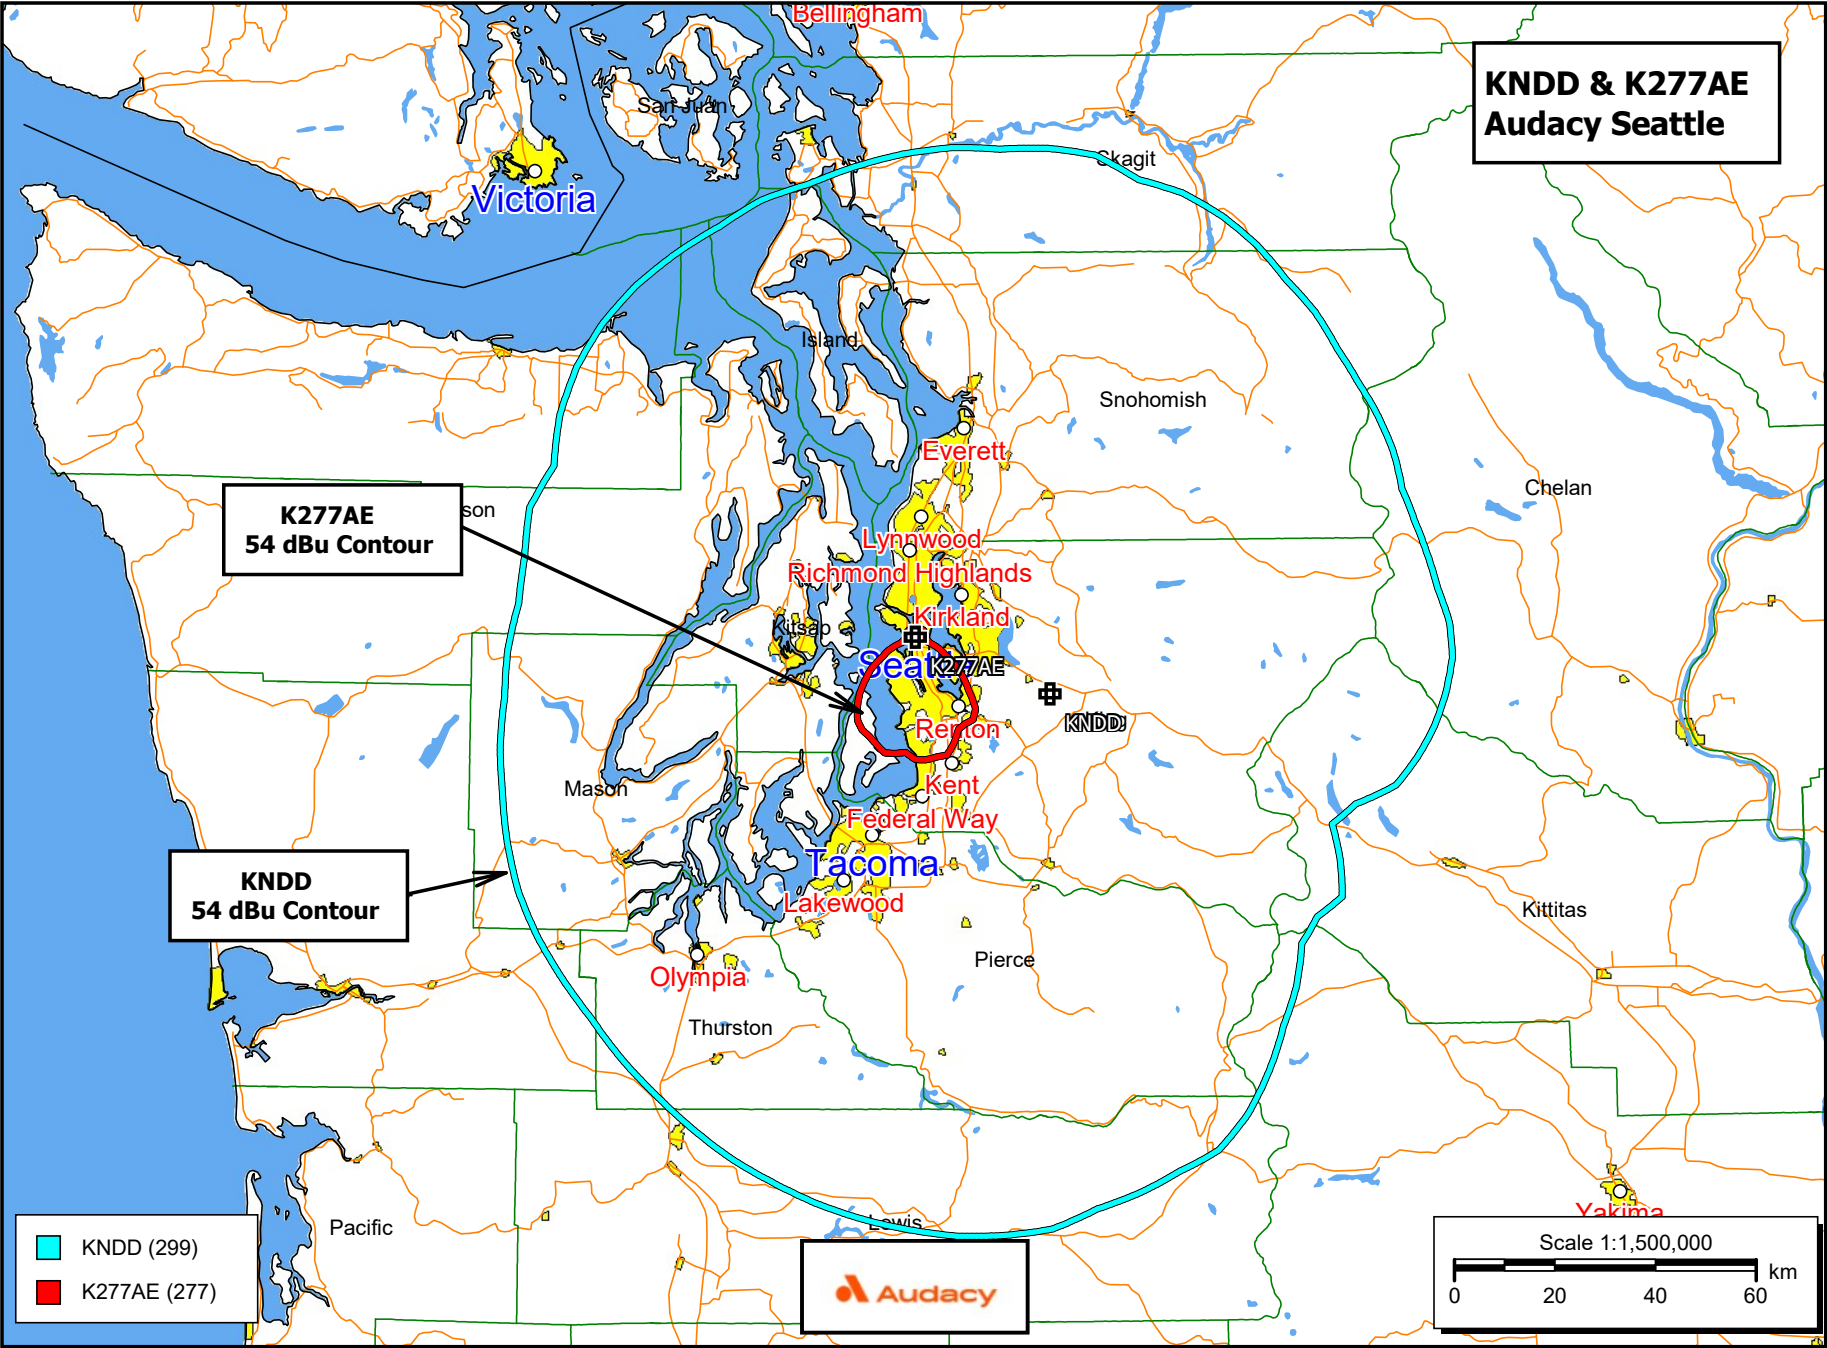 Bellingham
KNDD & K277AE
Audacy Seattle
San Juan
Skagit
Victoria
Island
Snohomish
Everett
Chelan
K277AE
54 dBu Contour
son
Lynnwood
Richmond Highlands
Kirkland
Kitsap
Seat
K277AE
KNDD
Renton
Mason
Kent
Federal Way
KNDD
54 dBu Contour
Tacoma
Lakewood
Kittitas
Pierce
Olympia
Thurston
Yakima
Lewis
Pacific
KNDD (299)
K277AE (277)
Audacy
Scale 1:1,500,000
km
0 20 40 60